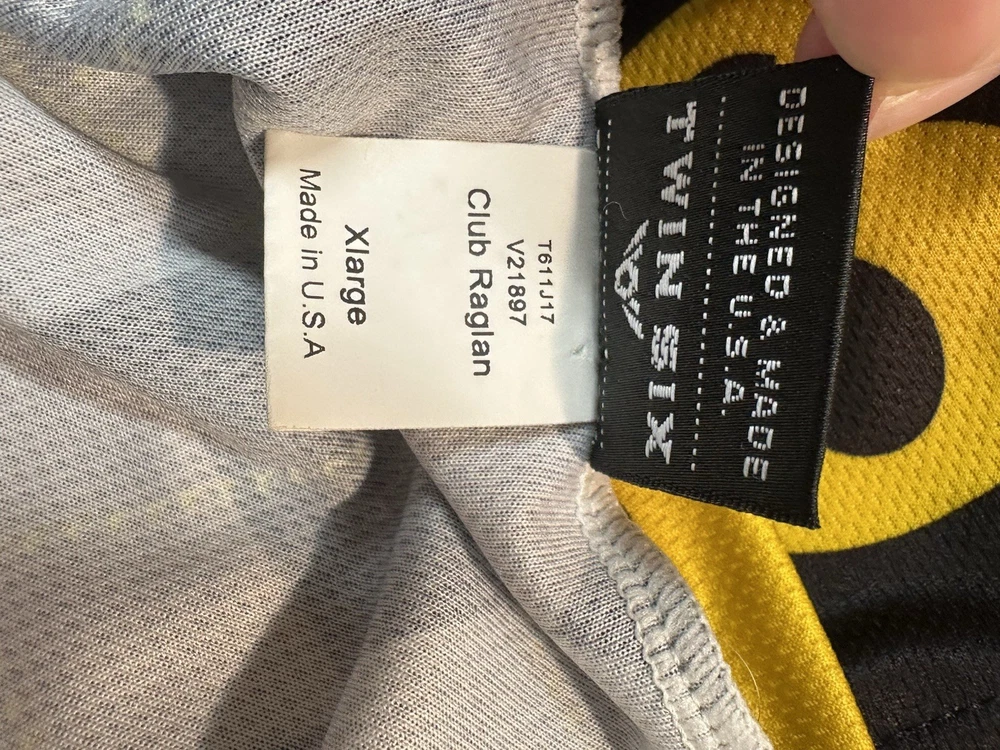 DESIGNED & MADE
IN THE U.S.A.
TWIN SIX
T611J17
V21897
Club Raglan
Xlarge
Made in U.S.A